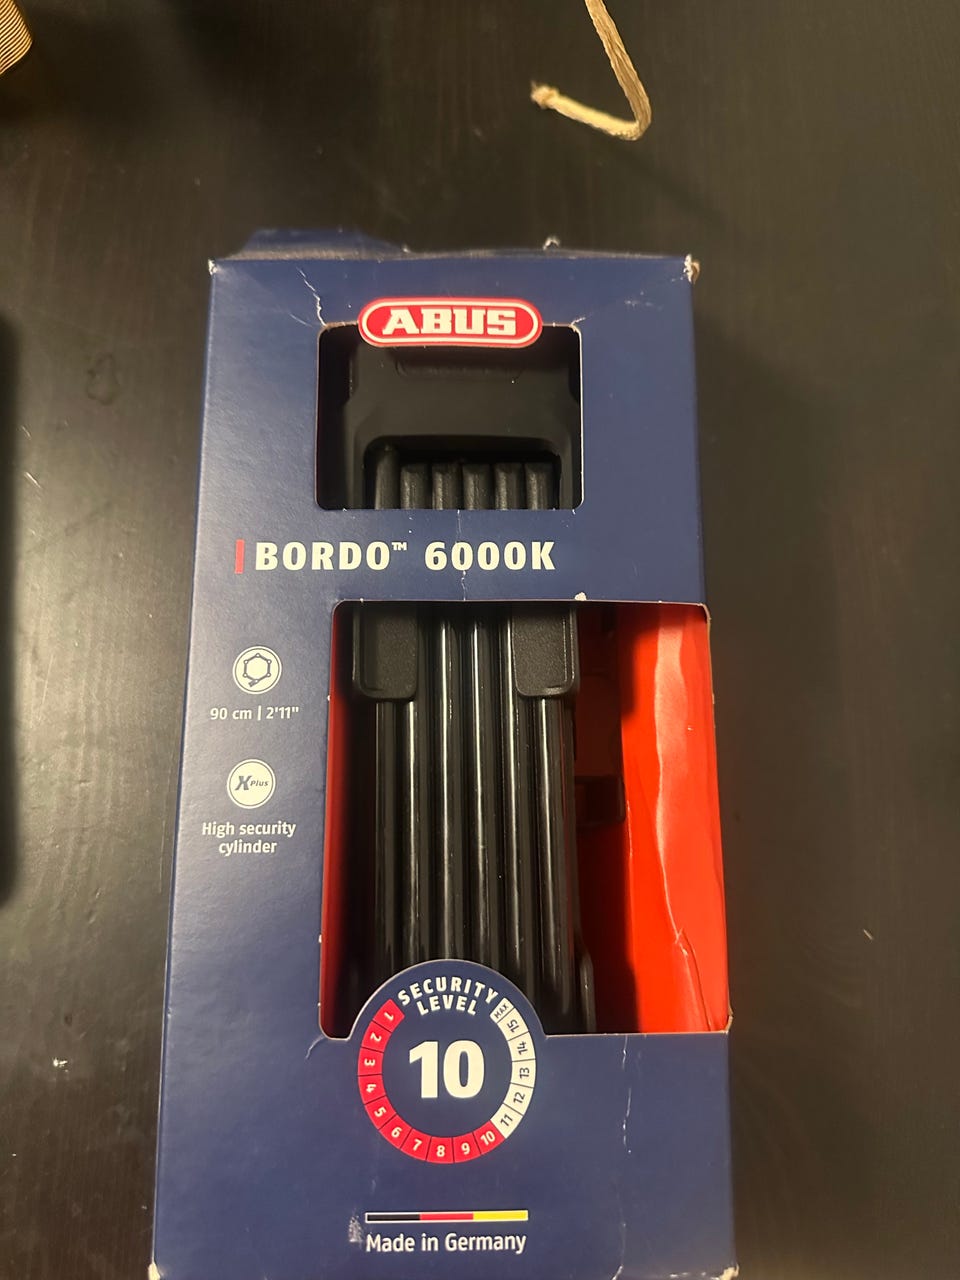 ABUS
BORDO™ 6000K
90 cm | 2'11"
XPlus
High security
cylinder
SECURITY
LEVEL
10
1 2 3 4 5 6 7 8 9 10 11 12 13 14 15 MAX
Made in Germany